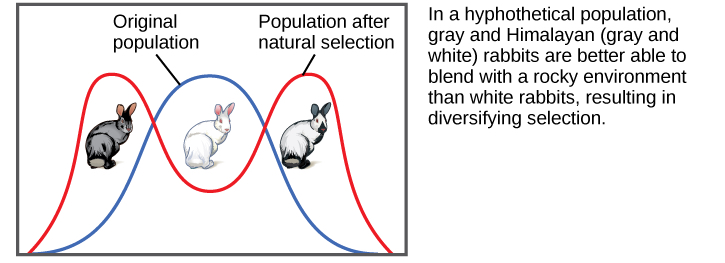 Original
population
Population after
natural selection
In a hyphothetical population,
gray and Himalayan (gray and
white) rabbits are better able to
blend with a rocky environment
than white rabbits, resulting in
diversifying selection.